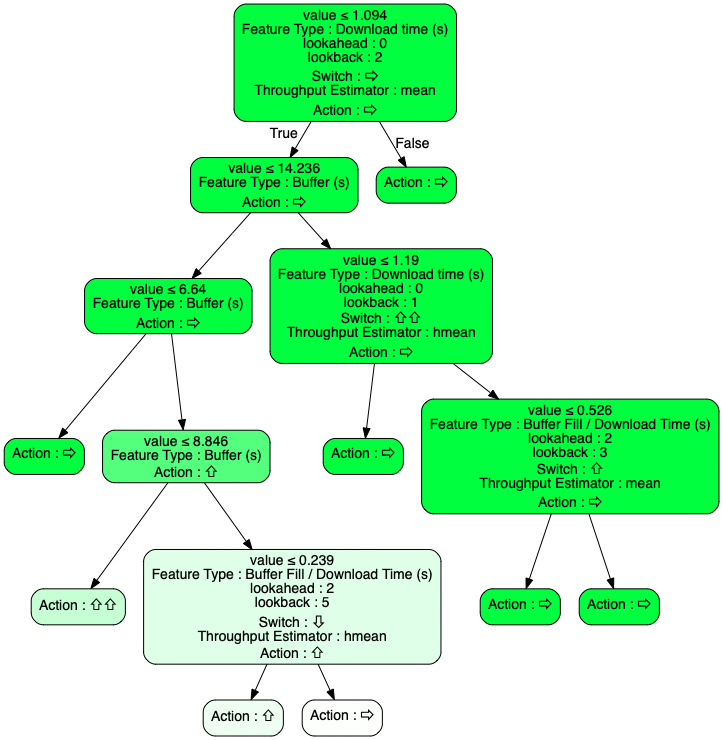 value ≤ 1.094
Feature Type : Download time (s)
lookahead : 0
lookback : 2
Switch : ⇨
Throughput Estimator : mean
Action : ⇨
True
False
value ≤ 14.236
Feature Type : Buffer (s)
Action : ⇨
Action : ⇨
value ≤ 1.19
Feature Type : Download time (s)
lookahead : 0
lookback : 1
Switch : ⇧⇧
Throughput Estimator : hmean
Action : ⇨
value ≤ 6.64
Feature Type : Buffer (s)
Action : ⇨
value ≤ 0.526
Feature Type : Buffer Fill / Download Time (s)
lookahead : 2
lookback : 3
Switch : ⇧
Throughput Estimator : mean
Action : ⇨
Action : ⇨
value ≤ 8.846
Feature Type : Buffer (s)
Action : ⇧
Action : ⇨
value ≤ 0.239
Feature Type : Buffer Fill / Download Time (s)
lookahead : 2
lookback : 5
Switch : ⇩
Throughput Estimator : hmean
Action : ⇧
Action : ⇧⇧
Action : ⇨
Action : ⇨
Action : ⇧
Action : ⇨